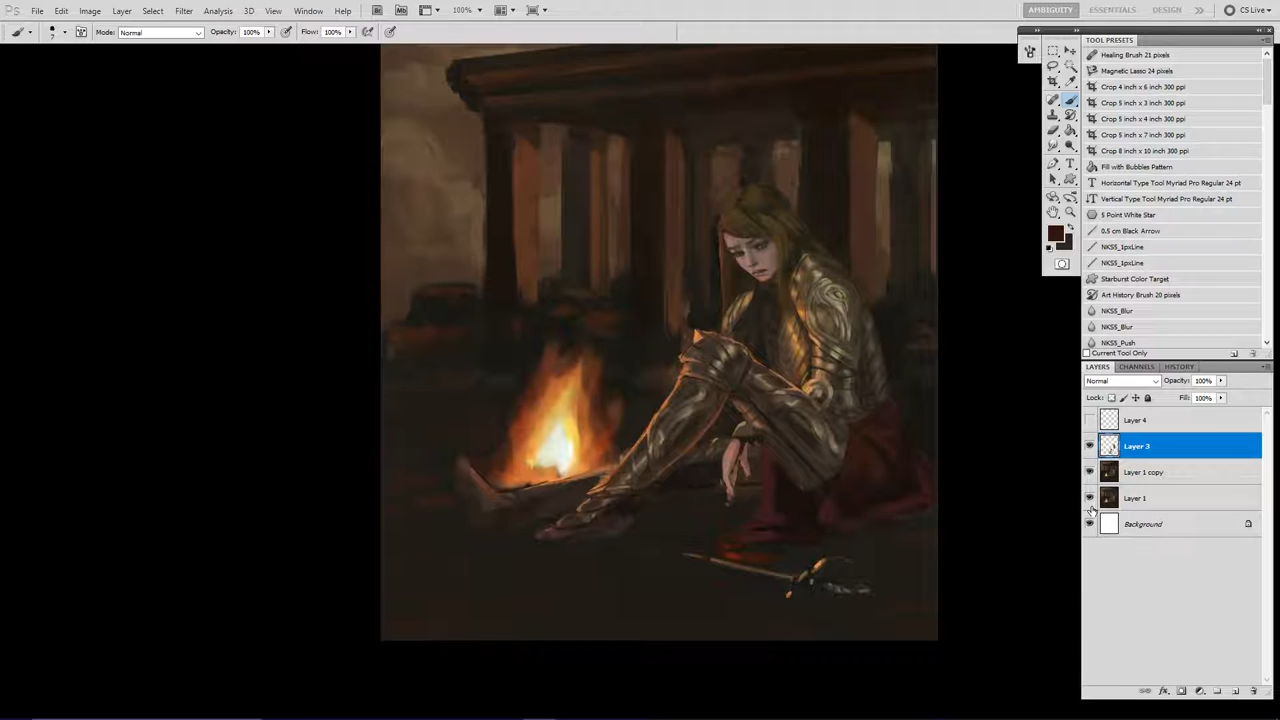 PS File Edit Image Layer Select Filter Analysis 3D View Window Help Br Mb 100% AMBIGUITY ESSENTIALS DESIGN CS Live
7 Mode: Normal Opacity: 100% Flow: 100%
TOOL PRESETS
Healing Brush 21 pixels
Magnetic Lasso 24 pixels
Crop 4 inch x 6 inch 300 ppi
Crop 5 inch x 3 inch 300 ppi
Crop 5 inch x 4 inch 300 ppi
Crop 5 inch x 7 inch 300 ppi
Crop 8 inch x 10 inch 300 ppi
Fill with Bubbles Pattern
Horizontal Type Tool Myriad Pro Regular 24 pt
Vertical Type Tool Myriad Pro Regular 24 pt
5 Point White Star
0.5 cm Black Arrow
NKS5_1pxLine
NKS5_1pxLine
Starburst Color Target
Art History Brush 20 pixels
NKS5_Blur
NKS5_Blur
NKS5_Push
Current Tool Only
LAYERS CHANNELS HISTORY
Normal Opacity: 100%
Lock: Fill: 100%
Layer 4
Layer 3
Layer 1 copy
Layer 1
Background